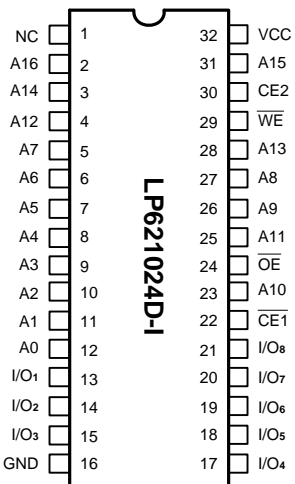 NC 1 32 VCC
A16 2 31 A15
A14 3 30 CE2
A12 4 29 WE
A7 5 28 A13
A6 6 27 A8
A5 7 26 A9
A4 8 25 A11
A3 9 24 OE
A2 10 23 A10
A1 11 22 CE1
A0 12 21 I/O8
I/O1 13 20 I/O7
I/O2 14 19 I/O6
I/O3 15 18 I/O5
GND 16 17 I/O4
LP621024D-I